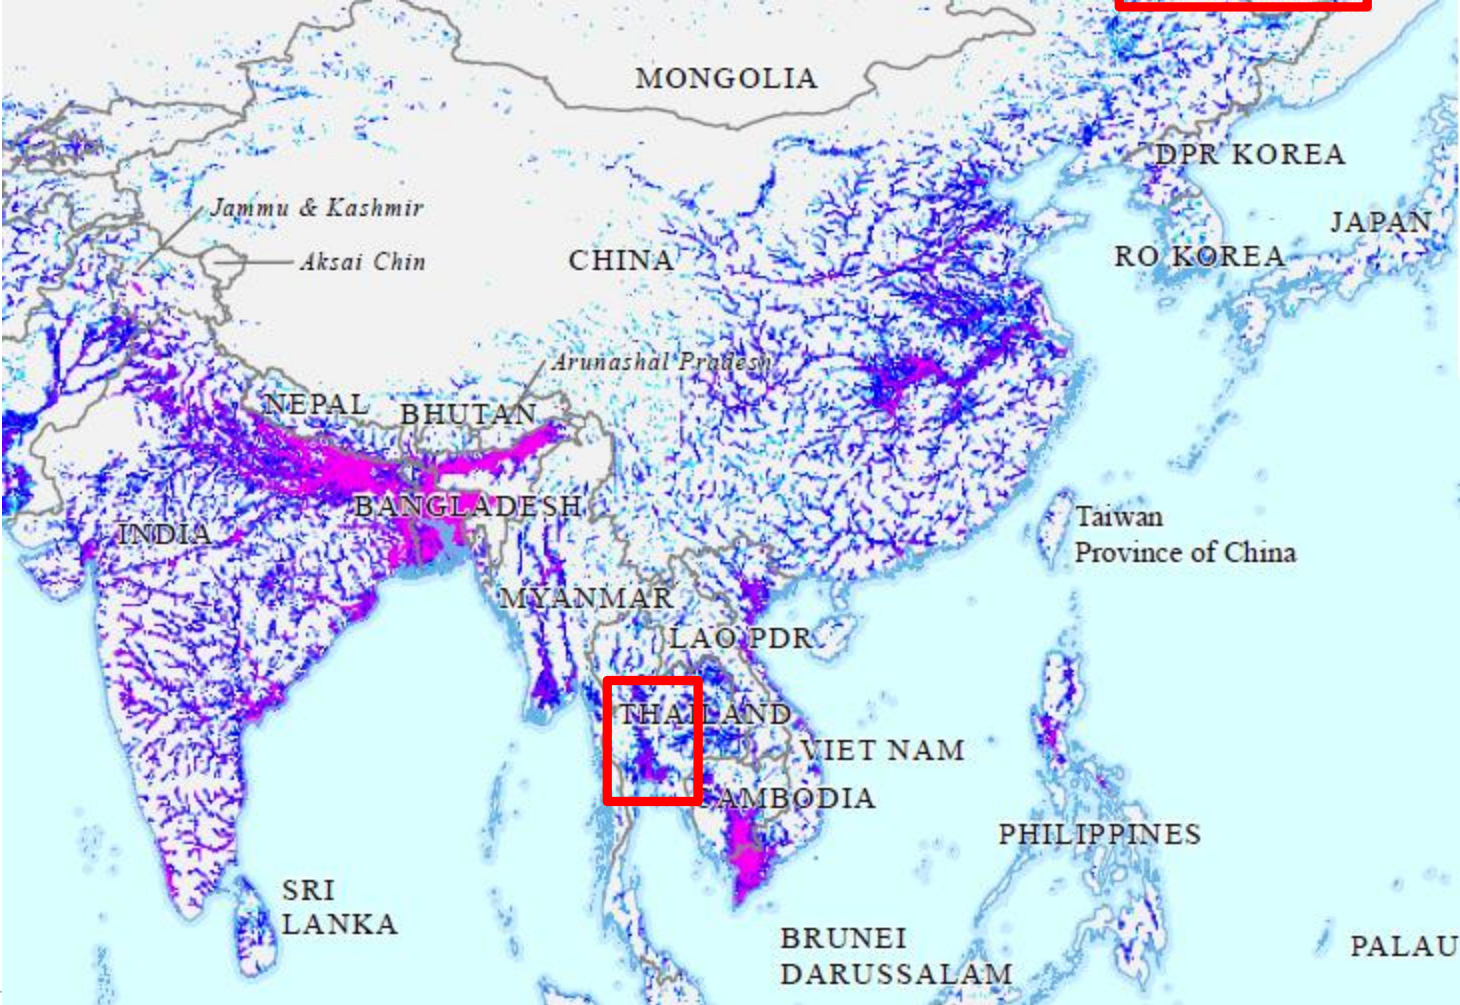 MONGOLIA
DPR KOREA
Jammu & Kashmir
JAPAN
RO KOREA
CHINA
Aksai Chin
Arunashal Pradesh
NEPAL
BHUTAN
BANGLADESH
INDIA
Taiwan
Province of China
MYANMAR
LAO PDR
THAILAND
VIET NAM
CAMBODIA
PHILIPPINES
SRI
LANKA
BRUNEI
DARUSSALAM
PALAU